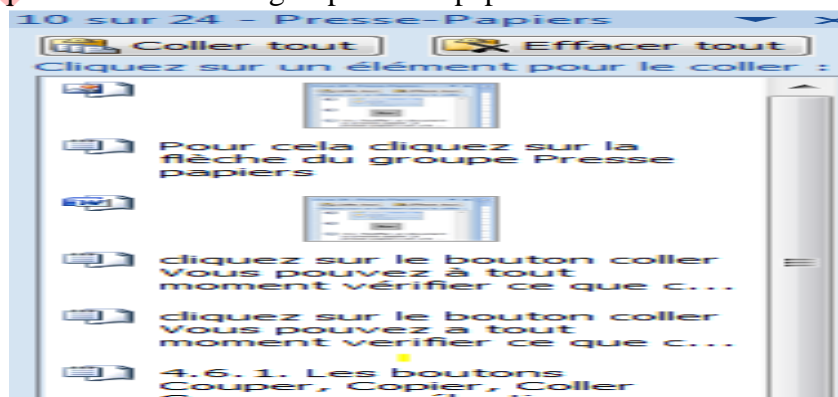 10 sur 24 - Presse-Papiers
Coller tout
Effacer tout
Cliquez sur un élément pour le coller :
Pour cela cliquez sur la
flèche du groupe Presse
papiers
cliquez sur le bouton coller
Vous pouvez à tout
moment vérifier ce que c...
cliquez sur le bouton coller
Vous pouvez a tout
moment verifier ce que c...
4.6.1. Les boutons
Couper, Copier, Coller